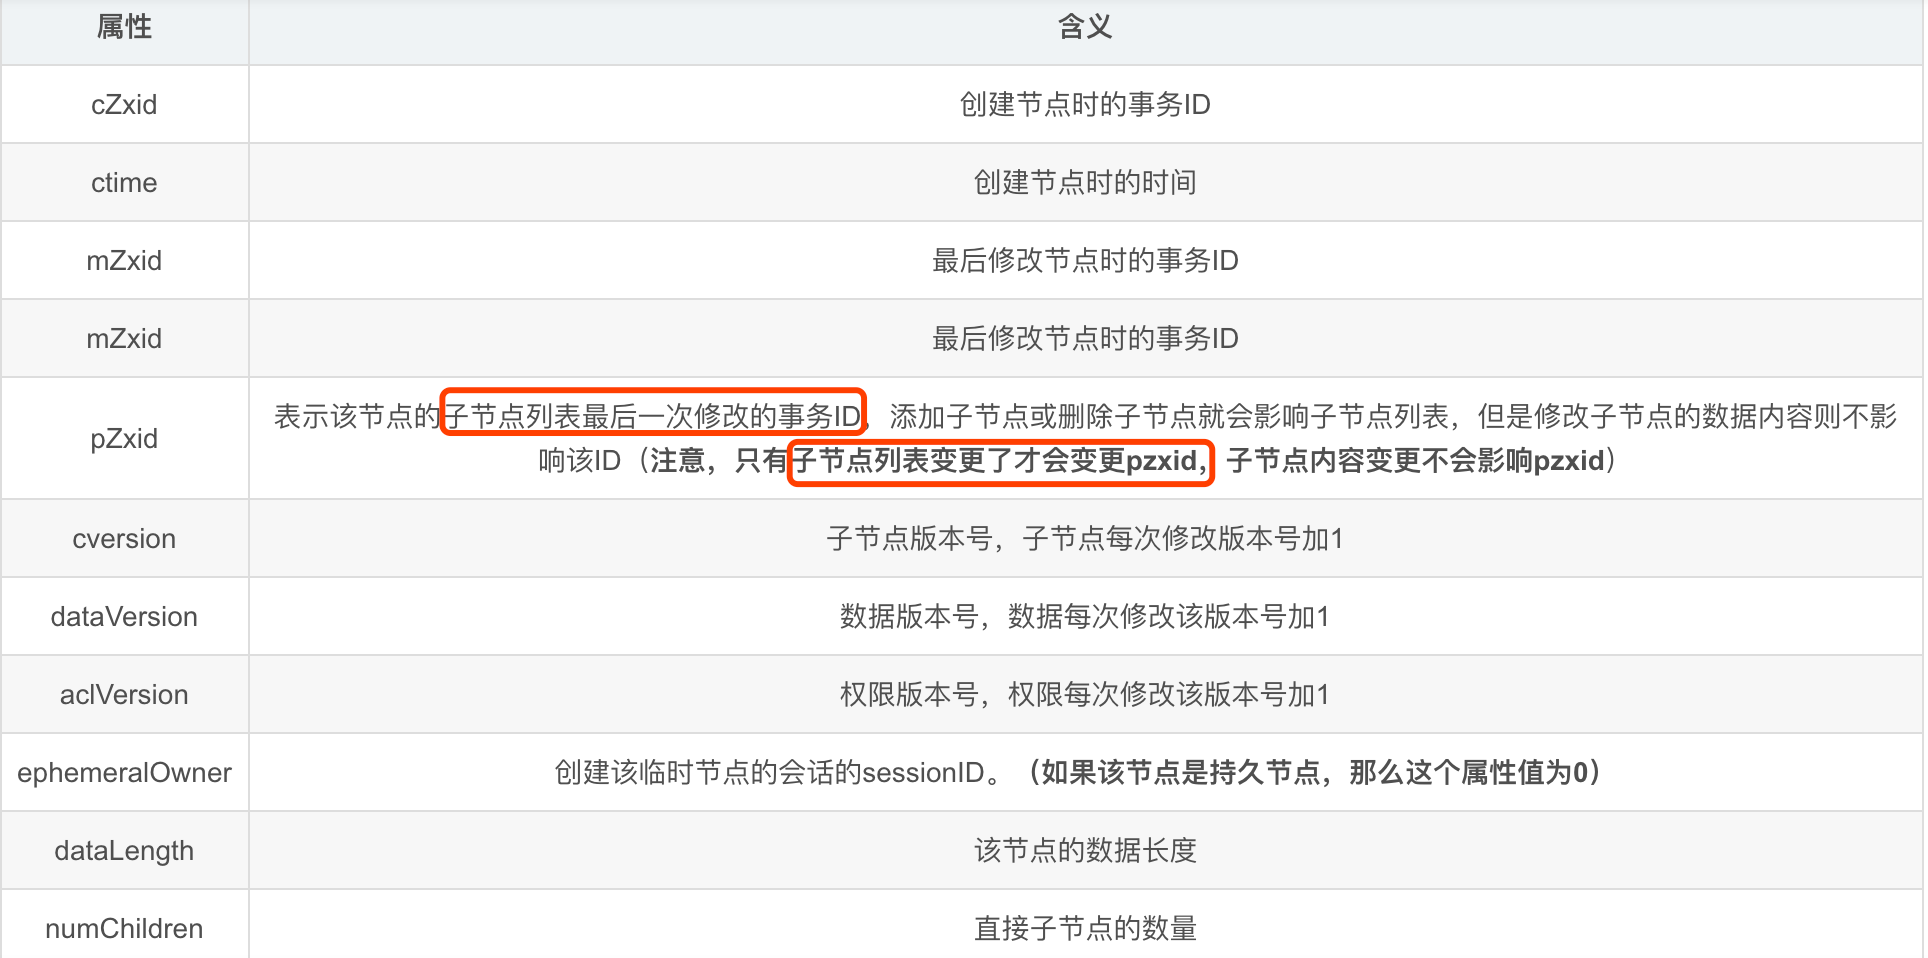 属性 含义
cZxid 创建节点时的事务ID
ctime 创建节点时的时间
mZxid 最后修改节点时的事务ID
mZxid 最后修改节点时的事务ID
pZxid 表示该节点的子节点列表最后一次修改的事务ID，添加子节点或删除子节点就会影响子节点列表，但是修改子节点的数据内容则不影
响该ID（注意，只有子节点列表变更了才会变更pzxid，子节点内容变更不会影响pzxid）
cversion 子节点版本号，子节点每次修改版本号加1
dataVersion 数据版本号，数据每次修改该版本号加1
aclVersion 权限版本号，权限每次修改该版本号加1
ephemeralOwner 创建该临时节点的会话的sessionID。（如果该节点是持久节点，那么这个属性值为0）
dataLength 该节点的数据长度
numChildren 直接子节点的数量